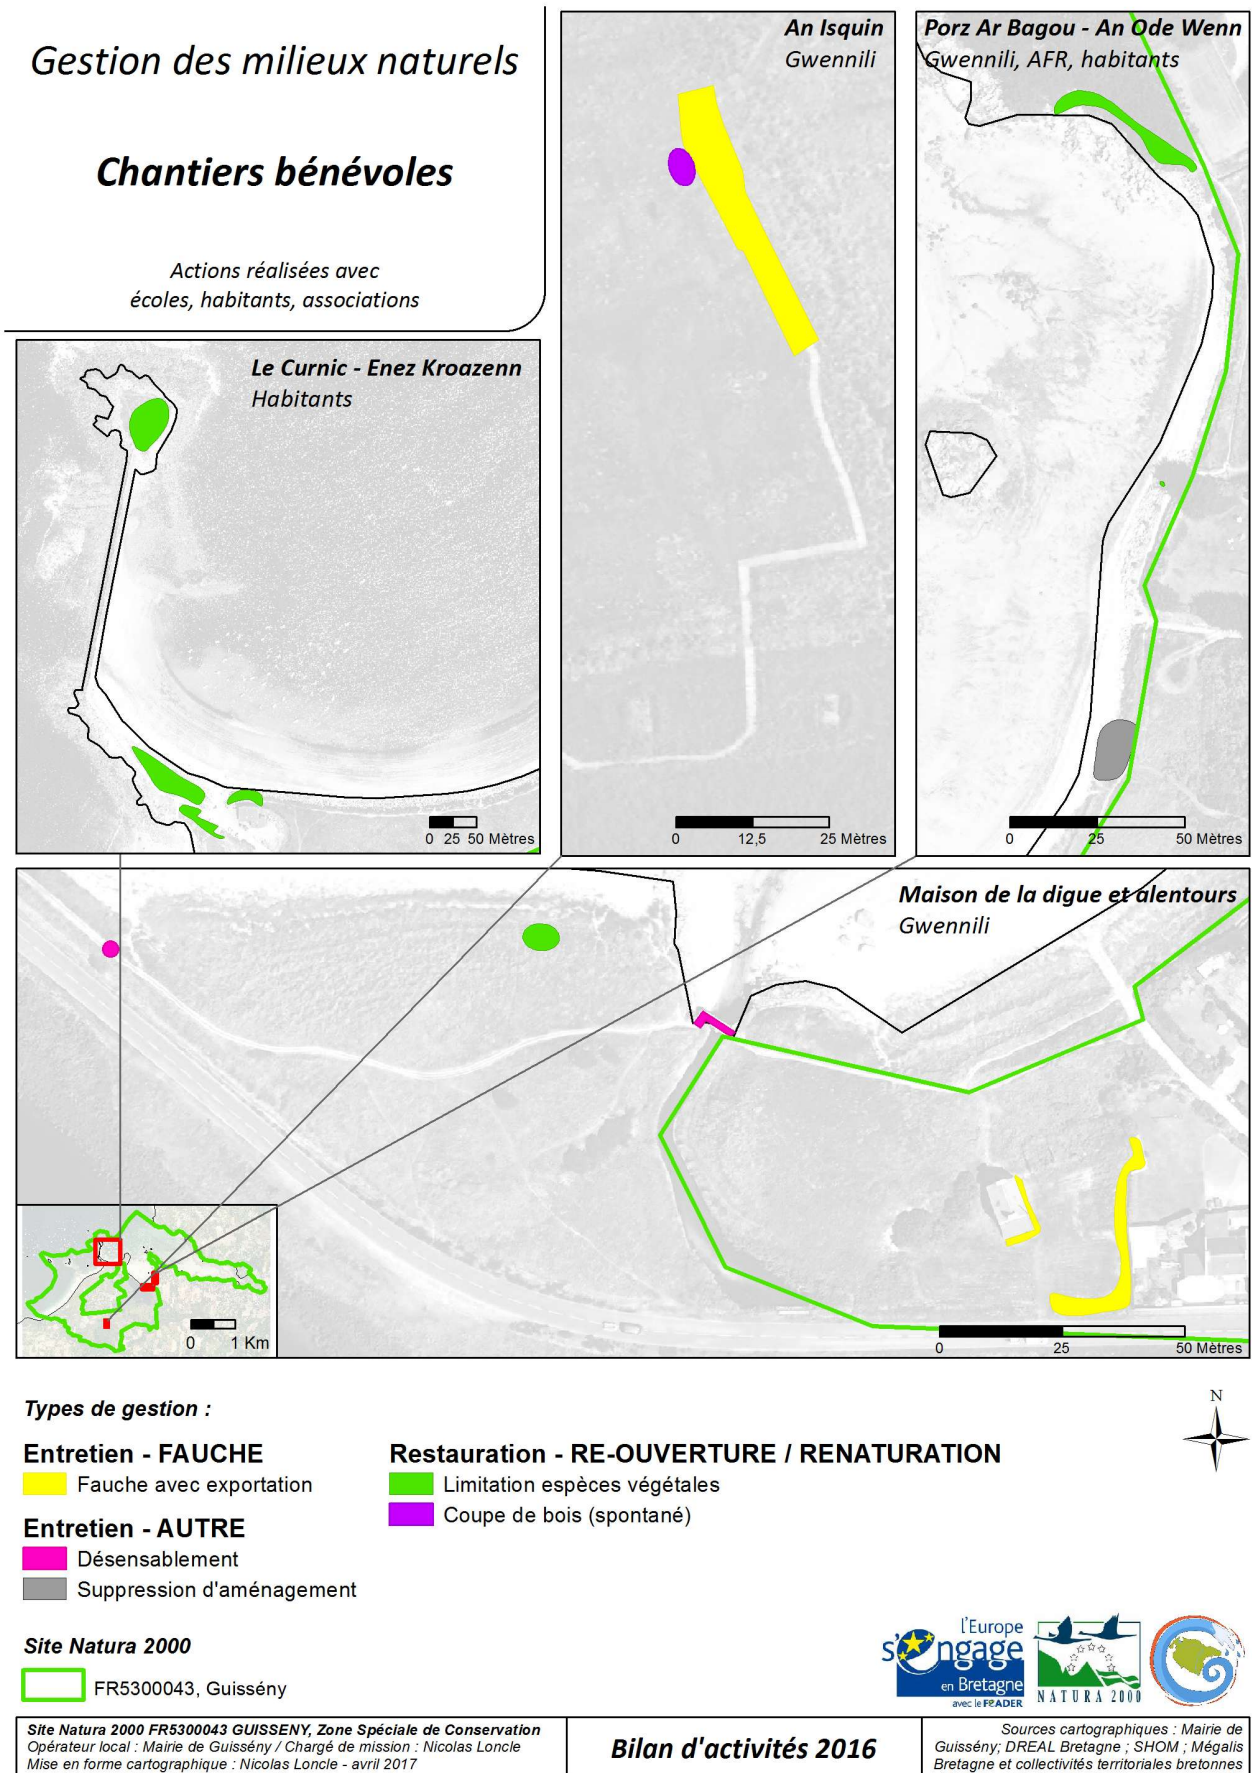 Gestion des milieux naturels
Chantiers bénévoles
Actions réalisées avec
écoles, habitants, associations
An Isquin
Gwennili
0 12,5 25 Mètres
Porz Ar Bagou - An Ode Wenn
Gwennili, AFR, habitants
0 25 50 Mètres
Le Curnic - Enez Kroazenn
Habitants
0 25 50 Mètres
Maison de la digue et alentours
Gwennili
0 1 Km
0 25 50 Mètres
Types de gestion :
Entretien - FAUCHE
Fauche avec exportation
Entretien - AUTRE
Désensablement
Suppression d'aménagement
Restauration - RE-OUVERTURE / RENATURATION
Limitation espèces végétales
Coupe de bois (spontané)
N
Site Natura 2000
FR5300043, Guissény
l'Europe
s'engage
en Bretagne
avec le FEADER
NATURA 2000
Site Natura 2000 FR5300043 GUISSENY, Zone Spéciale de Conservation
Opérateur local : Mairie de Guissény / Chargé de mission : Nicolas Loncle
Mise en forme cartographique : Nicolas Loncle - avril 2017
Bilan d'activités 2016
Sources cartographiques : Mairie de
Guissény; DREAL Bretagne ; SHOM ; Mégalis
Bretagne et collectivités territoriales bretonnes